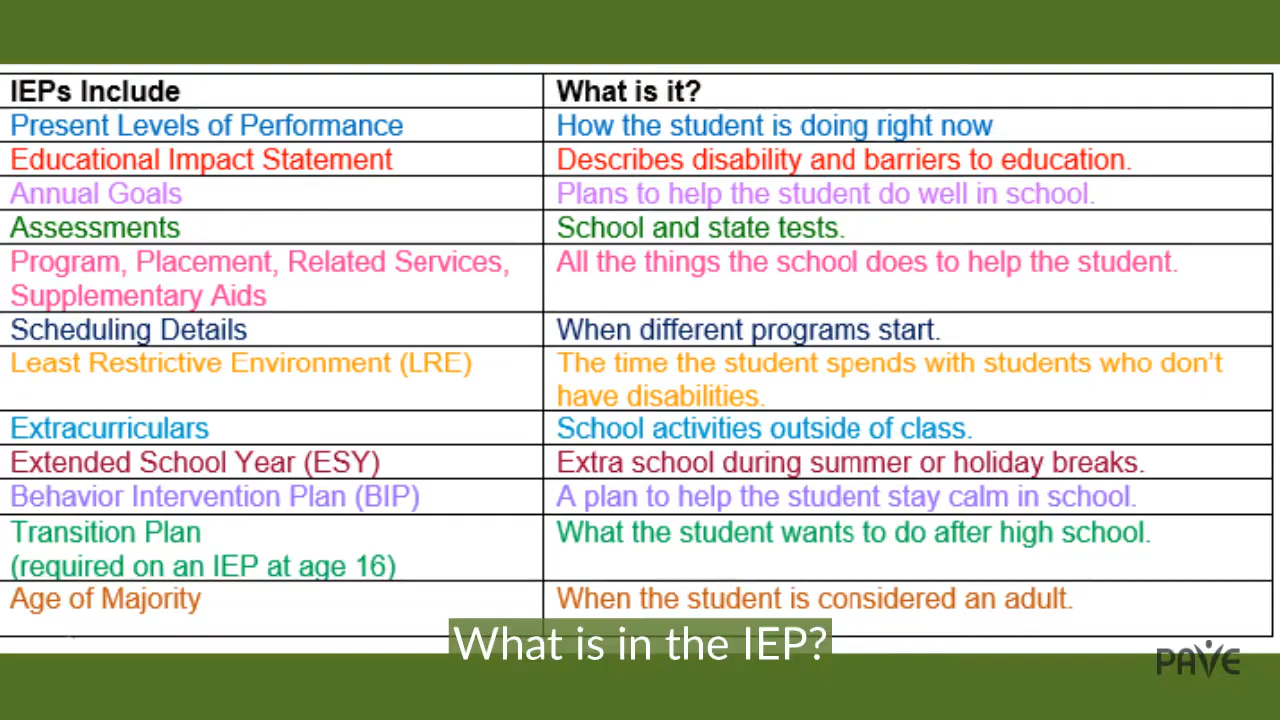 IEPs Include
What is it?
Present Levels of Performance
How the student is doing right now
Educational Impact Statement
Describes disability and barriers to education.
Annual Goals
Plans to help the student do well in school.
Assessments
School and state tests.
Program, Placement, Related Services,
Supplementary Aids
All the things the school does to help the student.
Scheduling Details
When different programs start.
Least Restrictive Environment (LRE)
The time the student spends with students who don't
have disabilities.
Extracurriculars
School activities outside of class.
Extended School Year (ESY)
Extra school during summer or holiday breaks.
Behavior Intervention Plan (BIP)
A plan to help the student stay calm in school.
Transition Plan
(required on an IEP at age 16)
What the student wants to do after high school.
Age of Majority
When the student is considered an adult.
What is in the IEP?
PAVE